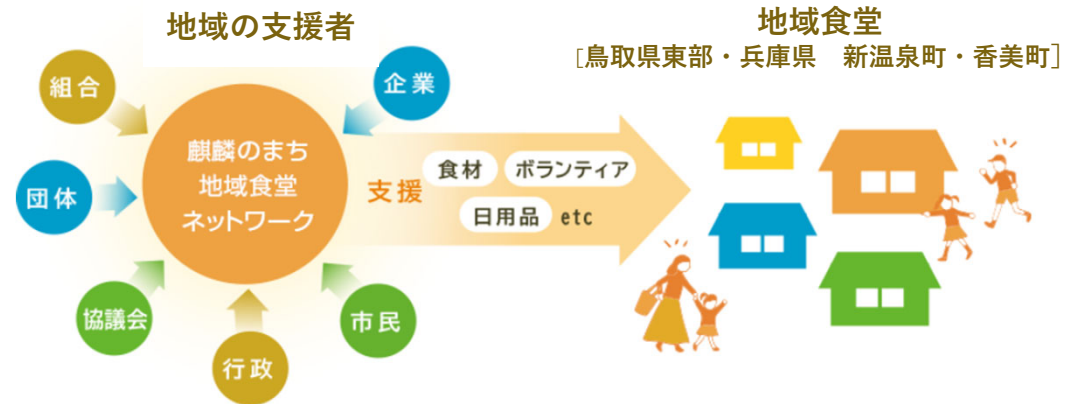 地域の支援者
組合
企業
団体
麒麟のまち
地域食堂
ネットワーク
協議会
行政
市民
支援
食材
ボランティア
日用品 etc
地域食堂
[鳥取県東部・兵庫県　新温泉町・香美町]